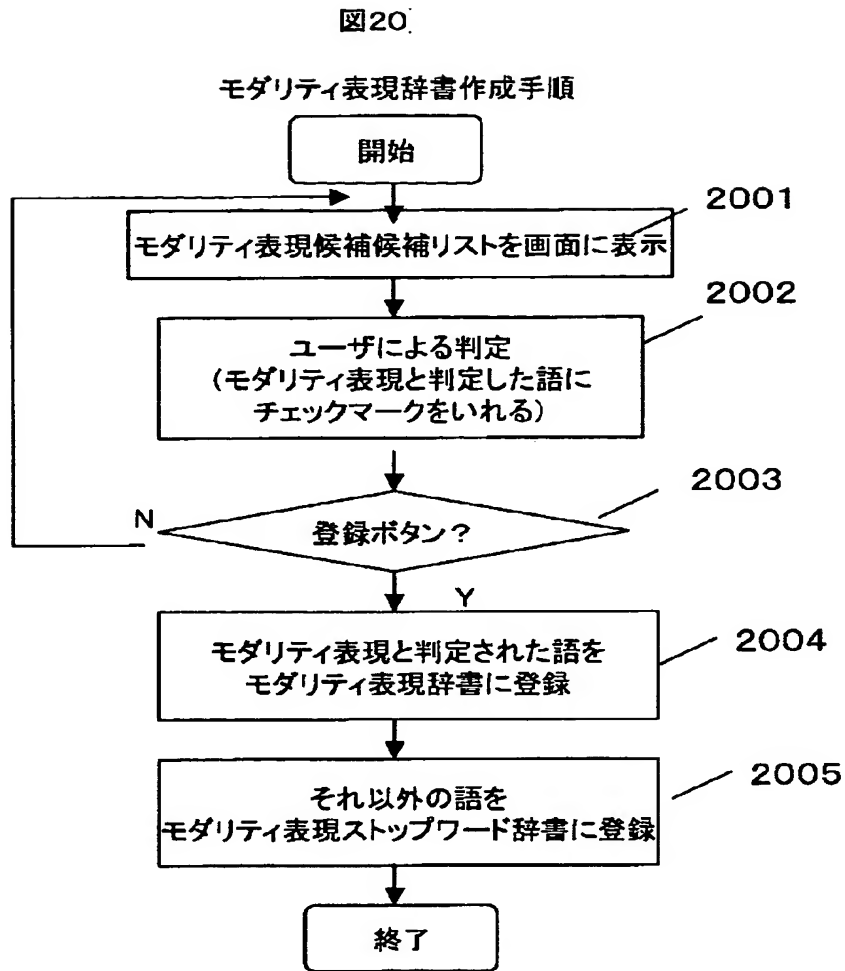 図20
モダリティ表現辞書作成手順
開始
2001
モダリティ表現候補候補リストを画面に表示
2002
ユーザによる判定
(モダリティ表現と判定した語に
チェックマークをいれる)
2003
N
登録ボタン?
Y
2004
モダリティ表現と判定された語を
モダリティ表現辞書に登録
2005
それ以外の語を
モダリティ表現ストップワード辞書に登録
終了